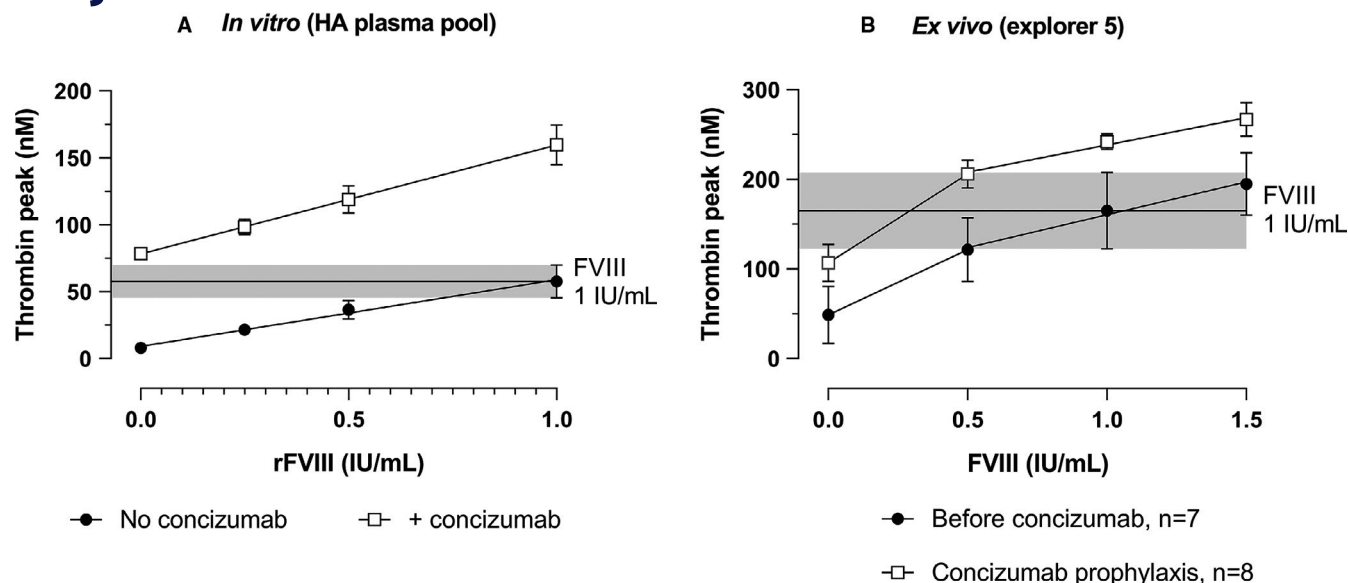 A In vitro (HA plasma pool)
Thrombin peak (nM)
200
150
100
50
0
FVIII
1 IU/mL
0.0 0.5 1.0
rFVIII (IU/mL)
No concizumab + concizumab
B Ex vivo (explorer 5)
Thrombin peak (nM)
300
200
100
0
FVIII
1 IU/mL
0.0 0.5 1.0 1.5
FVIII (IU/mL)
Before concizumab, n=7
Concizumab prophylaxis, n=8